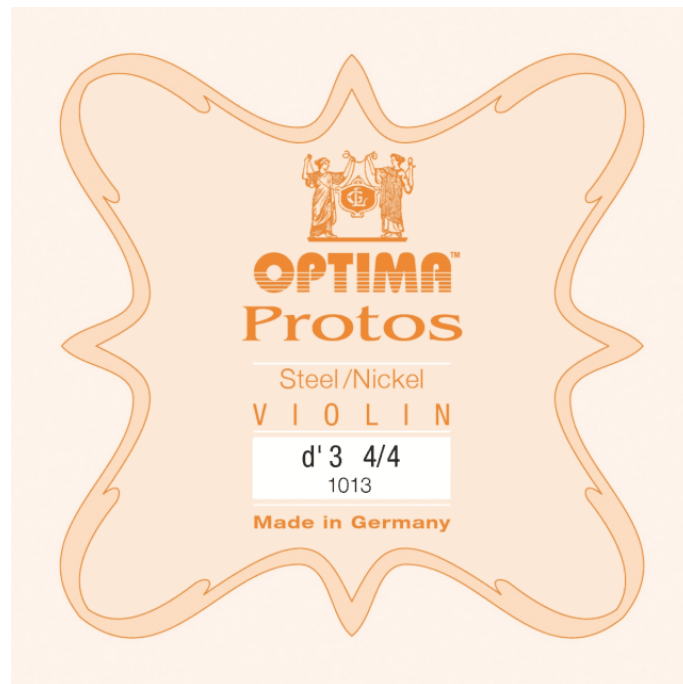 OPTIMA™
Protos
Steel/Nickel
VIOLIN
d' 3 4/4
1013
Made in Germany